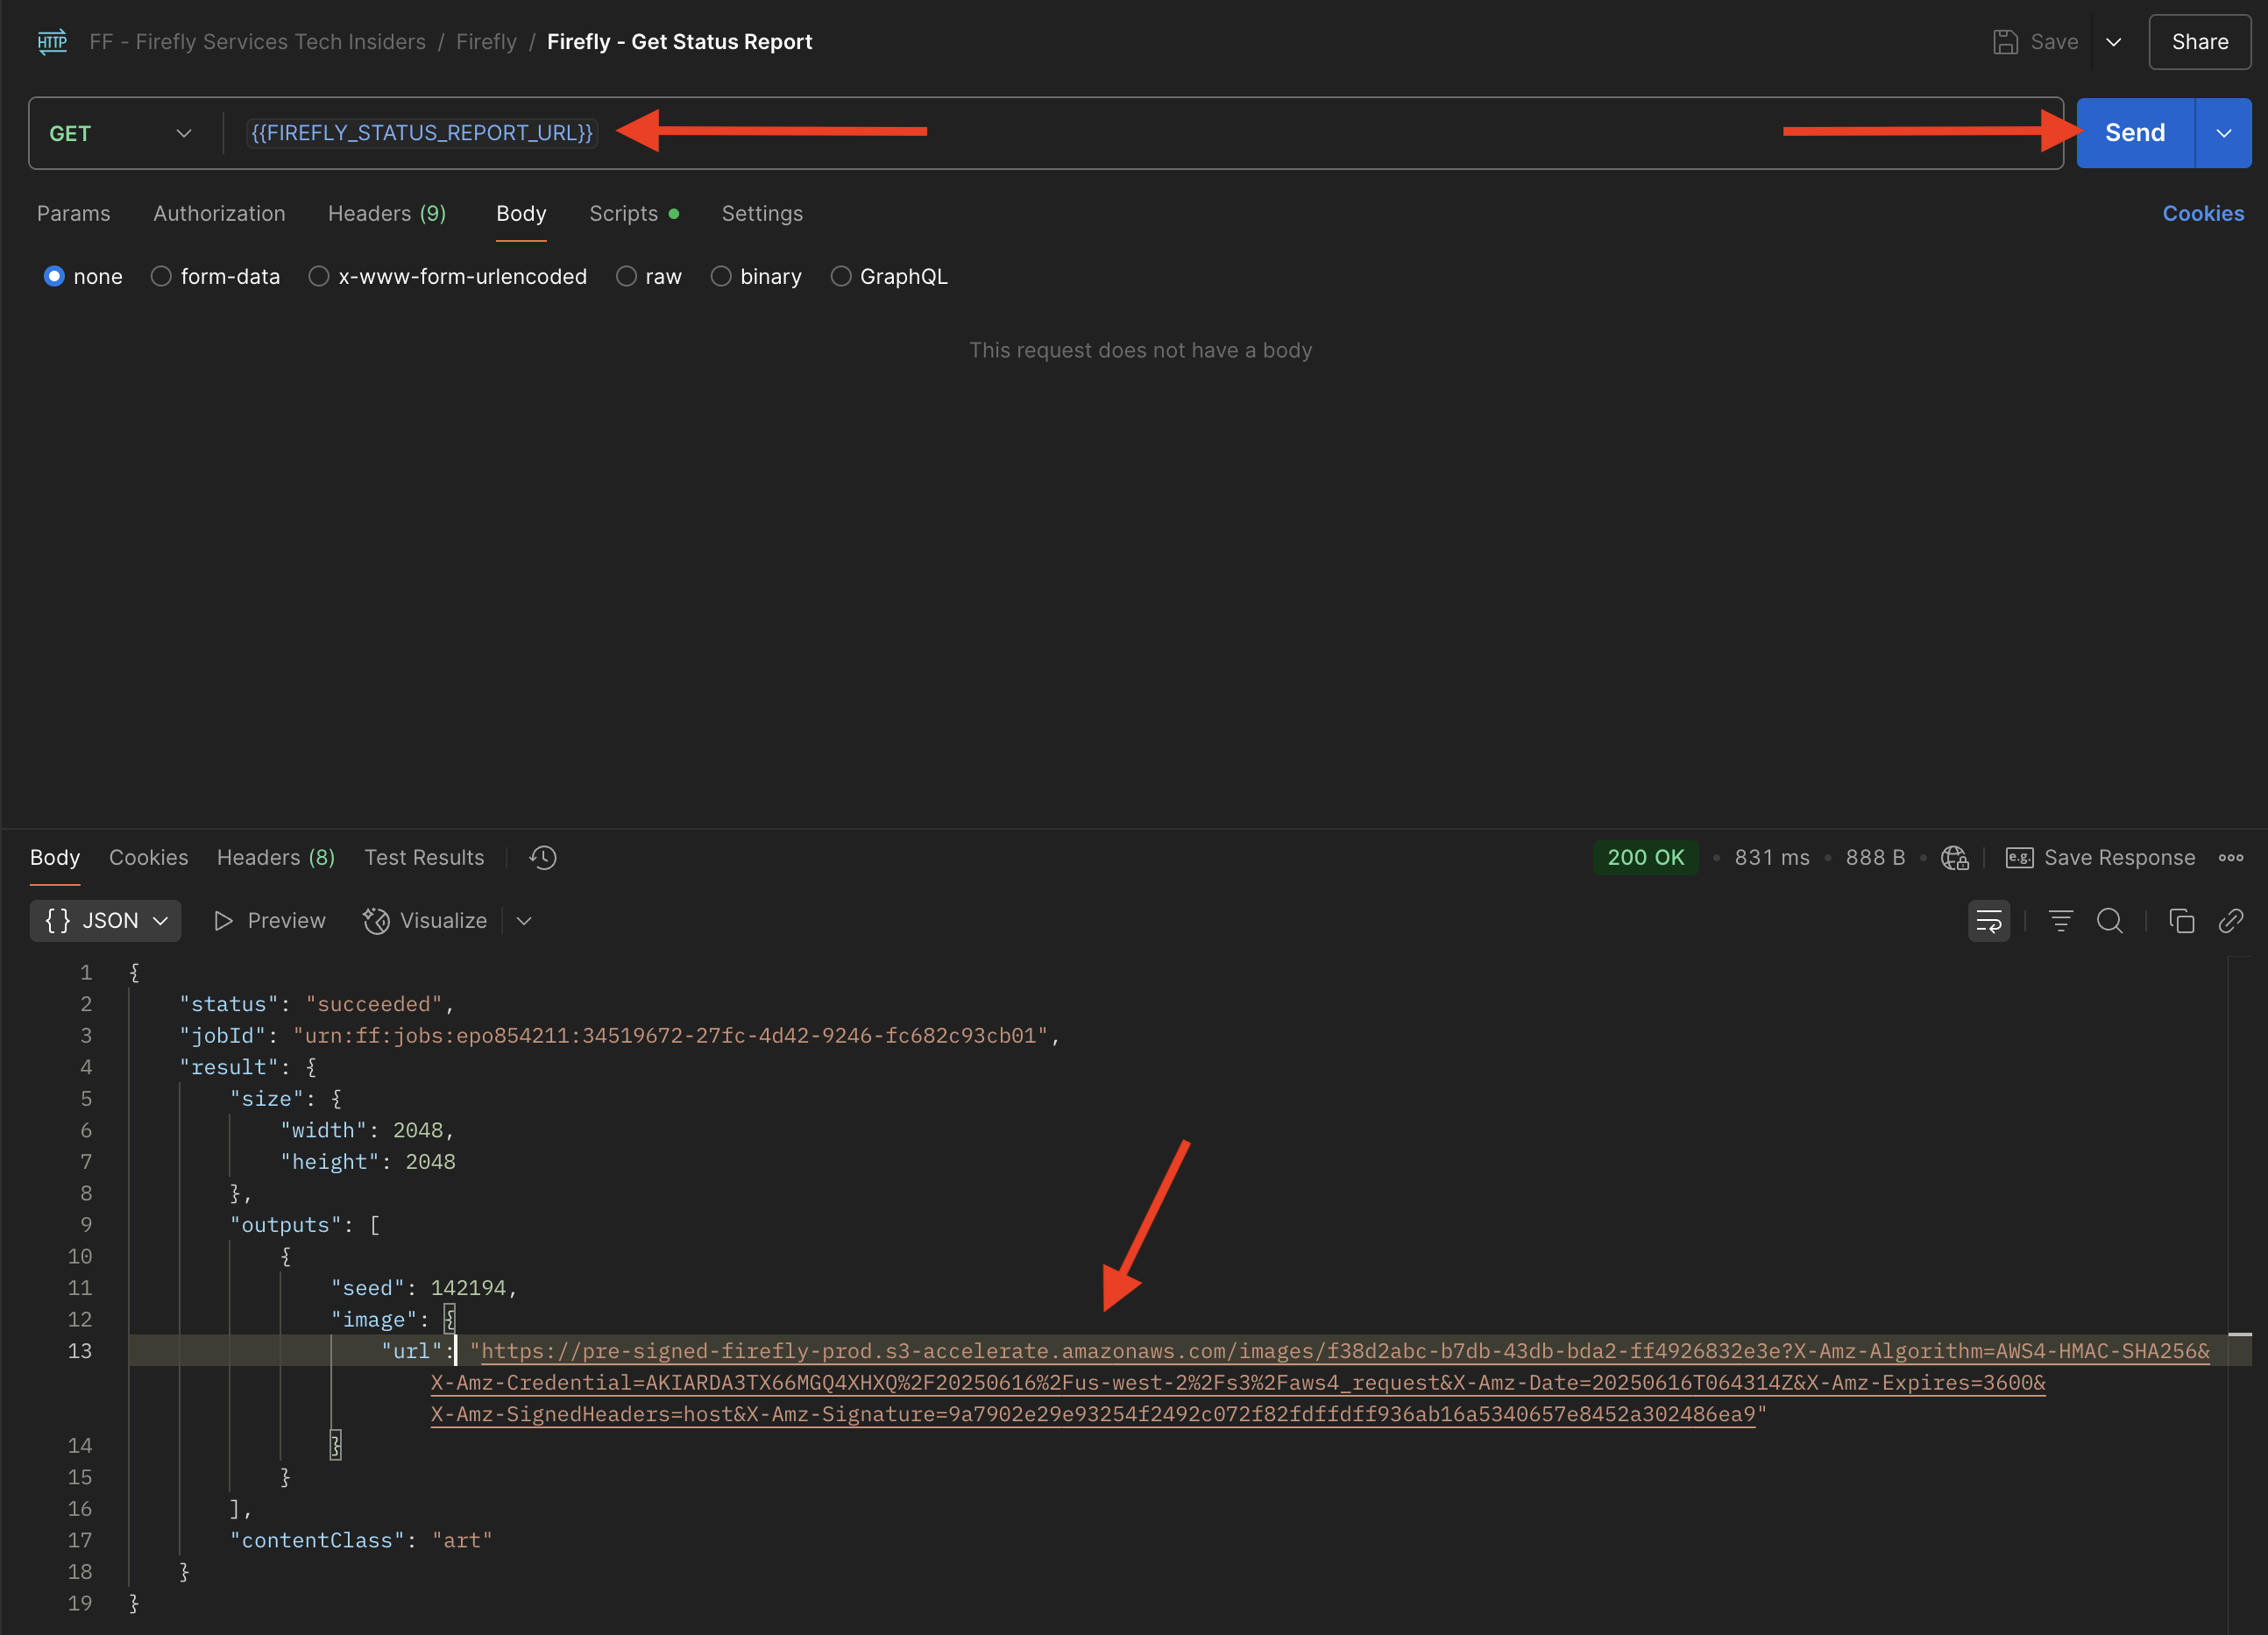 HTTP FF - Firefly Services Tech Insiders / Firefly / Firefly - Get Status Report Save Share
GET {{FIREFLY_STATUS_REPORT_URL}} Send
Params Authorization Headers (9) Body Scripts Settings Cookies
none form-data x-www-form-urlencoded raw binary GraphQL
This request does not have a body
Body Cookies Headers (8) Test Results 200 OK 831 ms 888 B e.g. Save Response
{} JSON Preview Visualize
1 {
2 "status": "succeeded",
3 "jobId": "urn:ff:jobs:epo854211:34519672-27fc-4d42-9246-fc682c93cb01",
4 "result": {
5 "size": {
6 "width": 2048,
7 "height": 2048
8 },
9 "outputs": [
10 {
11 "seed": 142194,
12 "image": {
13 "url": "https://pre-signed-firefly-prod.s3-accelerate.amazonaws.com/images/f38d2abc-b7db-43db-bda2-ff4926832e3e?X-Amz-Algorithm=AWS4-HMAC-SHA256&
X-Amz-Credential=AKIARDA3TX66MGQ4XHXQ%2F20250616%2Fus-west-2%2Fs3%2Faws4_request&X-Amz-Date=20250616T064314Z&X-Amz-Expires=3600&
X-Amz-SignedHeaders=host&X-Amz-Signature=9a7902e29e93254f2492c072f82fdffdff936ab16a5340657e8452a302486ea9"
14 }
15 }
16 ],
17 "contentClass": "art"
18 }
19 }